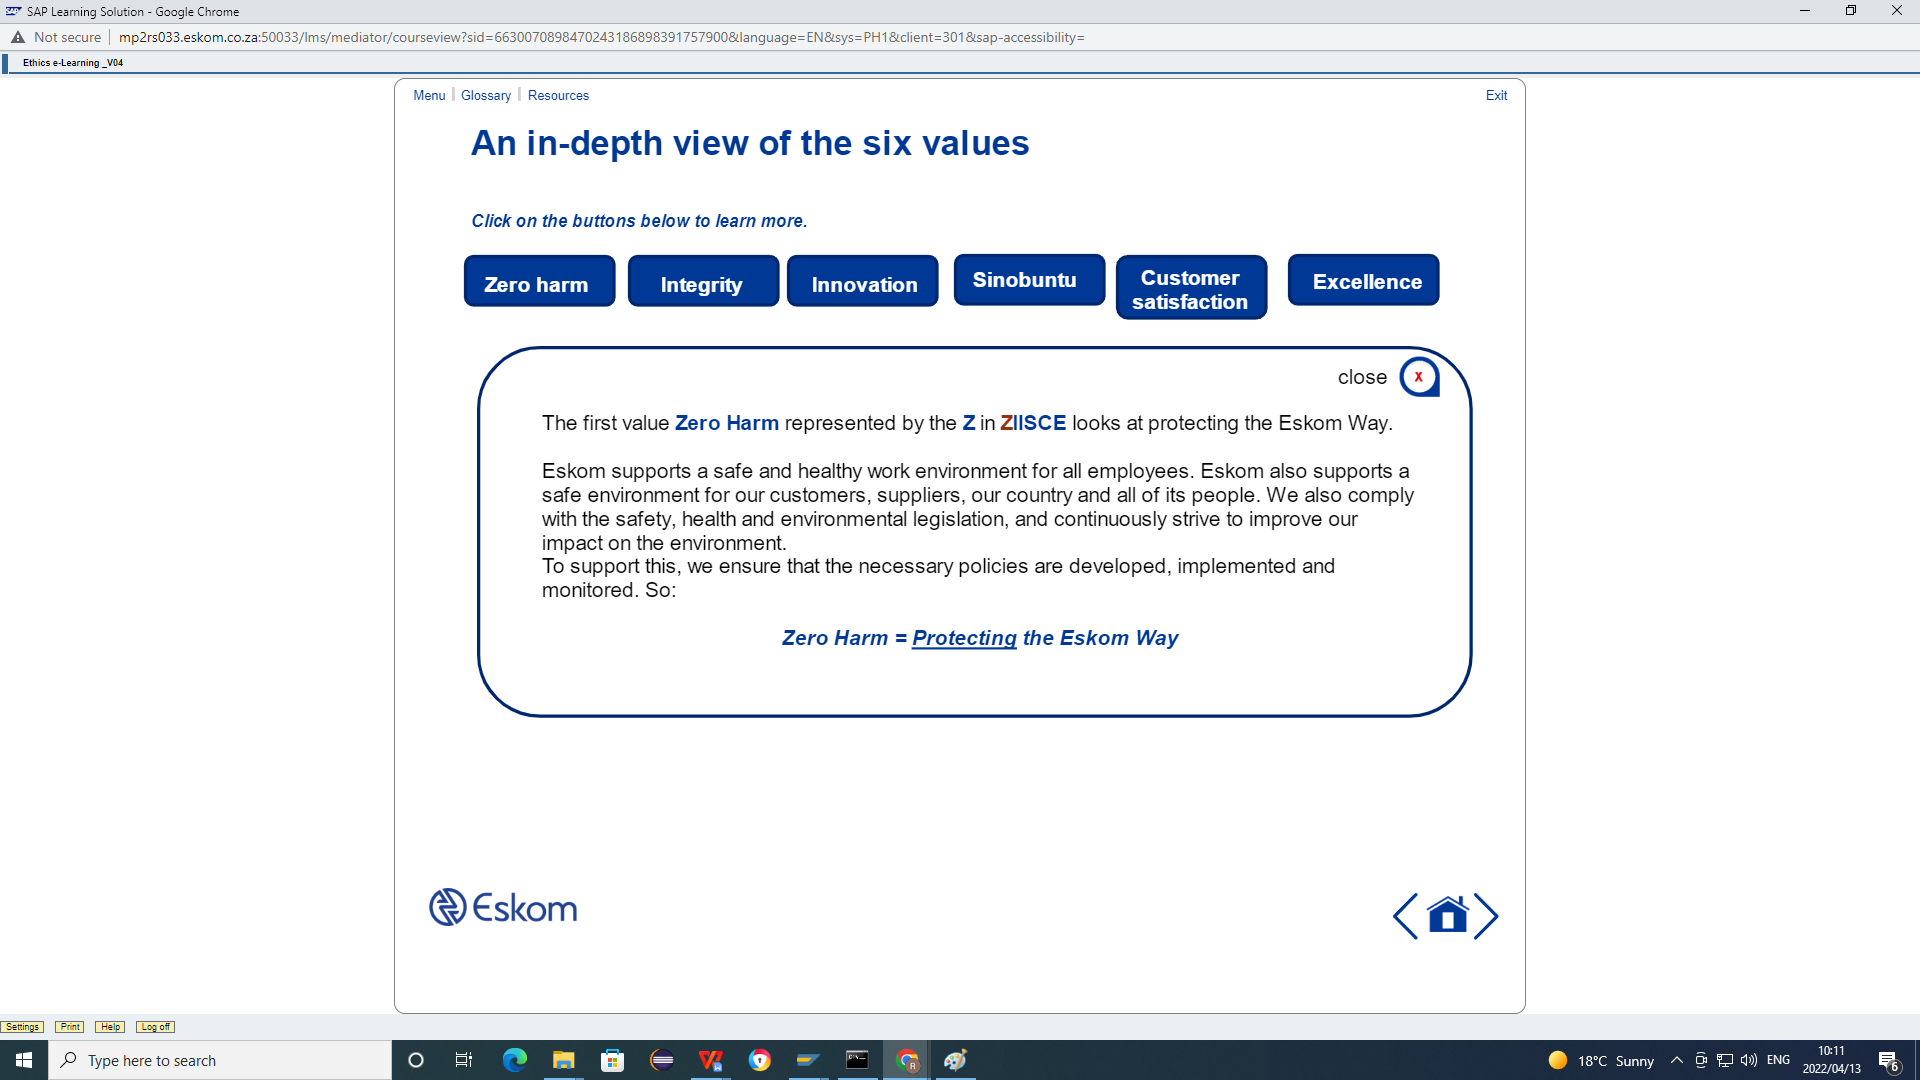 SAP Learning Solution - Google Chrome
Not secure mp2rs033.eskom.co.za:50033/lms/mediator/courseview?sid=6630070898470243186898391757900&language=EN&sys=PH1&client=301&sap-accessibility=
Ethics e-Learning _V04
Menu Glossary Resources Exit
An in-depth view of the six values
Click on the buttons below to learn more.
Zero harm Integrity Innovation Sinobuntu Customer satisfaction Excellence
close X
The first value Zero Harm represented by the Z in ZIISCE looks at protecting the Eskom Way.
Eskom supports a safe and healthy work environment for all employees. Eskom also supports a
safe environment for our customers, suppliers, our country and all of its people. We also comply
with the safety, health and environmental legislation, and continuously strive to improve our
impact on the environment.
To support this, we ensure that the necessary policies are developed, implemented and
monitored. So:
Zero Harm = Protecting the Eskom Way
Eskom
Settings Print Help Log off
Type here to search
18°C Sunny ENG
10:11
2022/04/13
6